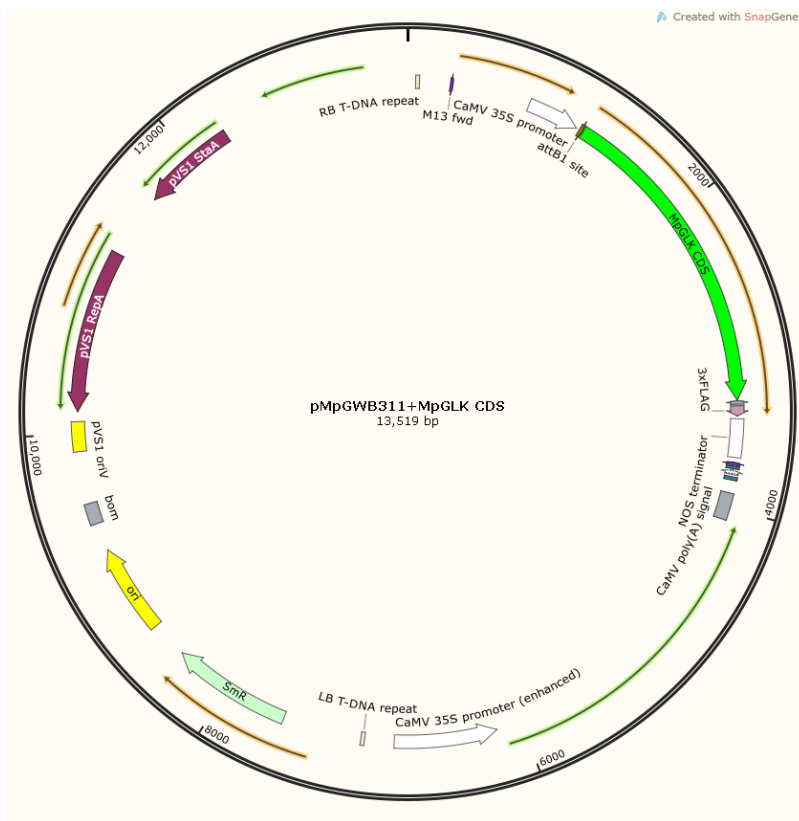 Created with SnapGene
RB T-DNA repeat
M13 fwd
CaMV 35S promoter
attB1 site
2000
MpGLK CDS
3xFLAG
NOS terminator
CaMV poly(A) signal
4000
6000
CaMV 35S promoter (enhanced)
LB T-DNA repeat
8000
SmR
ori
bom
10,000
pVS1 oriV
pVS1 RepA
pVS1 StaA
12,000
pMpGWB311+MpGLK CDS
13,519 bp